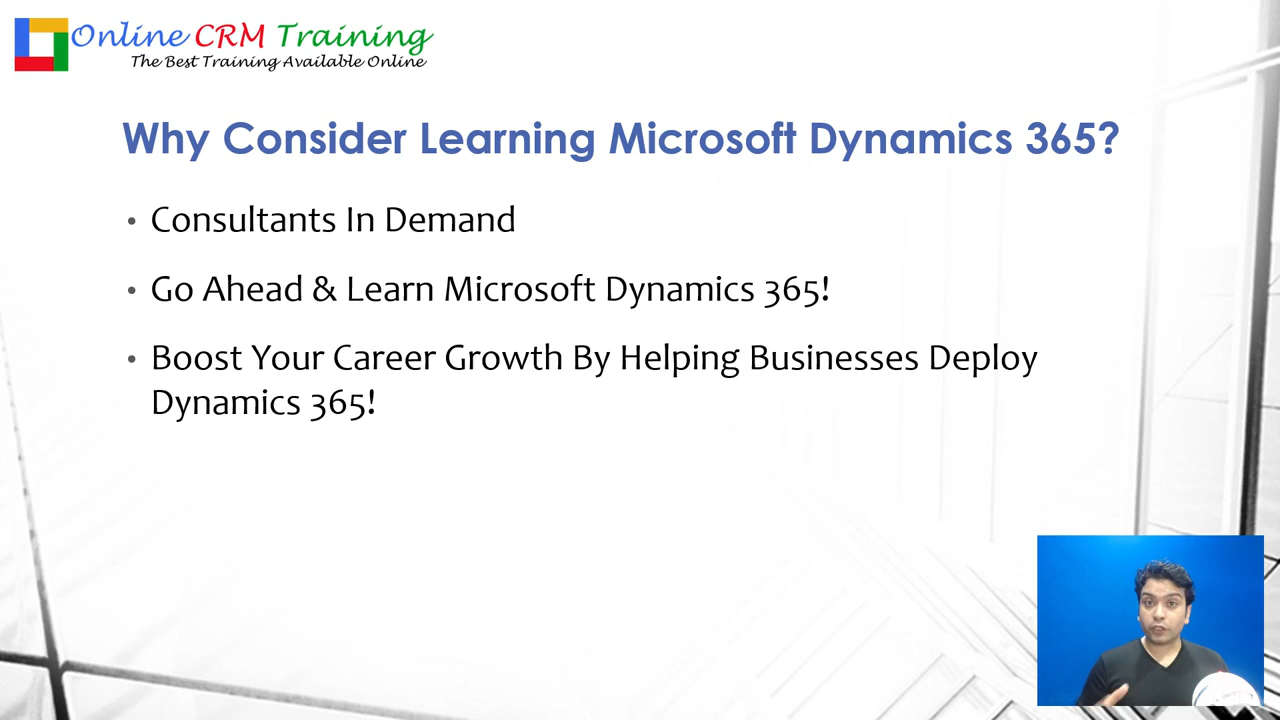 Online CRM Training
The Best Training Available Online
Why Consider Learning Microsoft Dynamics 365?
• Consultants In Demand
• Go Ahead & Learn Microsoft Dynamics 365!
• Boost Your Career Growth By Helping Businesses Deploy
Dynamics 365!